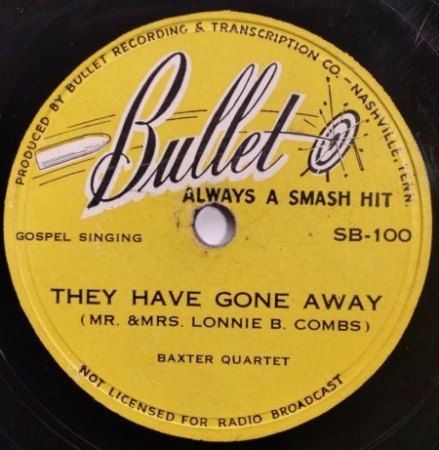 PRODUCED BY BULLET RECORDING & TRANSCRIPTION CO. – NASHVILLE, TENN.
Bullet
ALWAYS A SMASH HIT
GOSPEL SINGING
SB-100
THEY HAVE GONE AWAY
(MR. &MRS. LONNIE B. COMBS)
BAXTER QUARTET
NOT LICENSED FOR RADIO BROADCAST